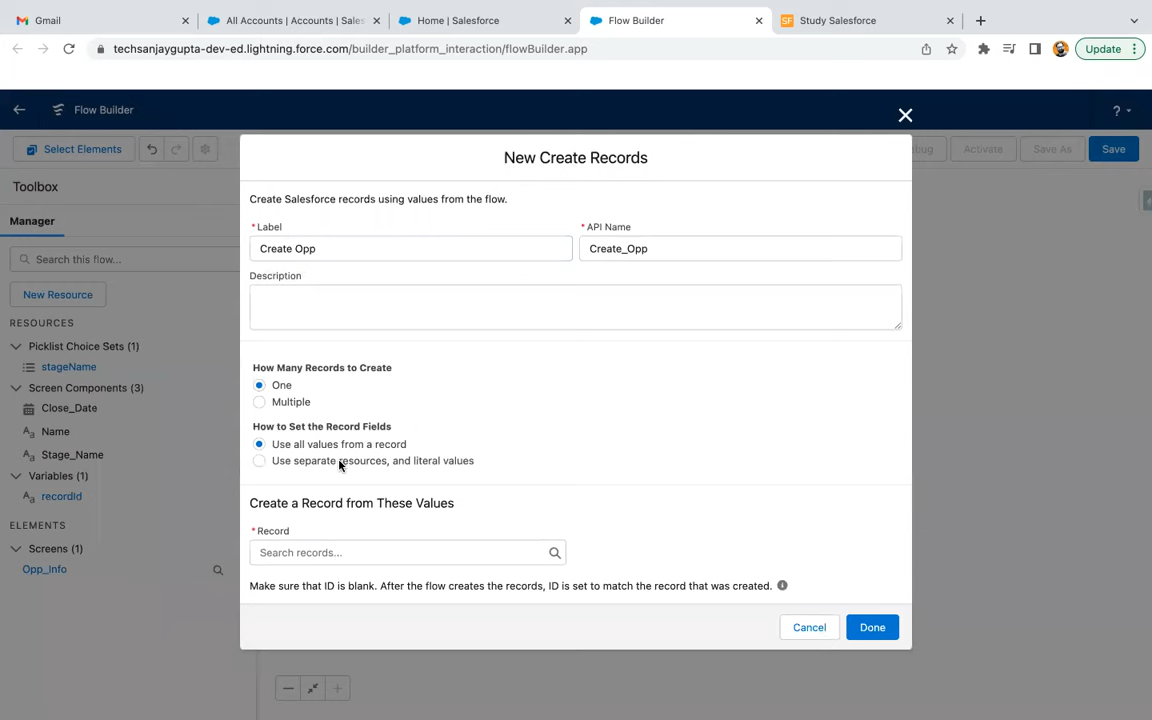 Gmail
All Accounts | Accounts | Sales
Home | Salesforce
Flow Builder
SF Study Salesforce
techsanjaygupta-dev-ed.lightning.force.com/builder_platform_interaction/flowBuilder.app
Update
Flow Builder
?
Select Elements
bug
Activate
Save As
Save
Toolbox
Manager
Search this flow...
New Resource
RESOURCES
Picklist Choice Sets (1)
stageName
Screen Components (3)
Close_Date
Aa Name
Aa Stage_Name
Variables (1)
Aa recordId
ELEMENTS
Screens (1)
Opp_Info
New Create Records
Create Salesforce records using values from the flow.
* Label
* API Name
Create Opp
Create_Opp
Description
How Many Records to Create
One
Multiple
How to Set the Record Fields
Use all values from a record
Use separate resources, and literal values
Create a Record from These Values
* Record
Search records...
Make sure that ID is blank. After the flow creates the records, ID is set to match the record that was created.
Cancel
Done